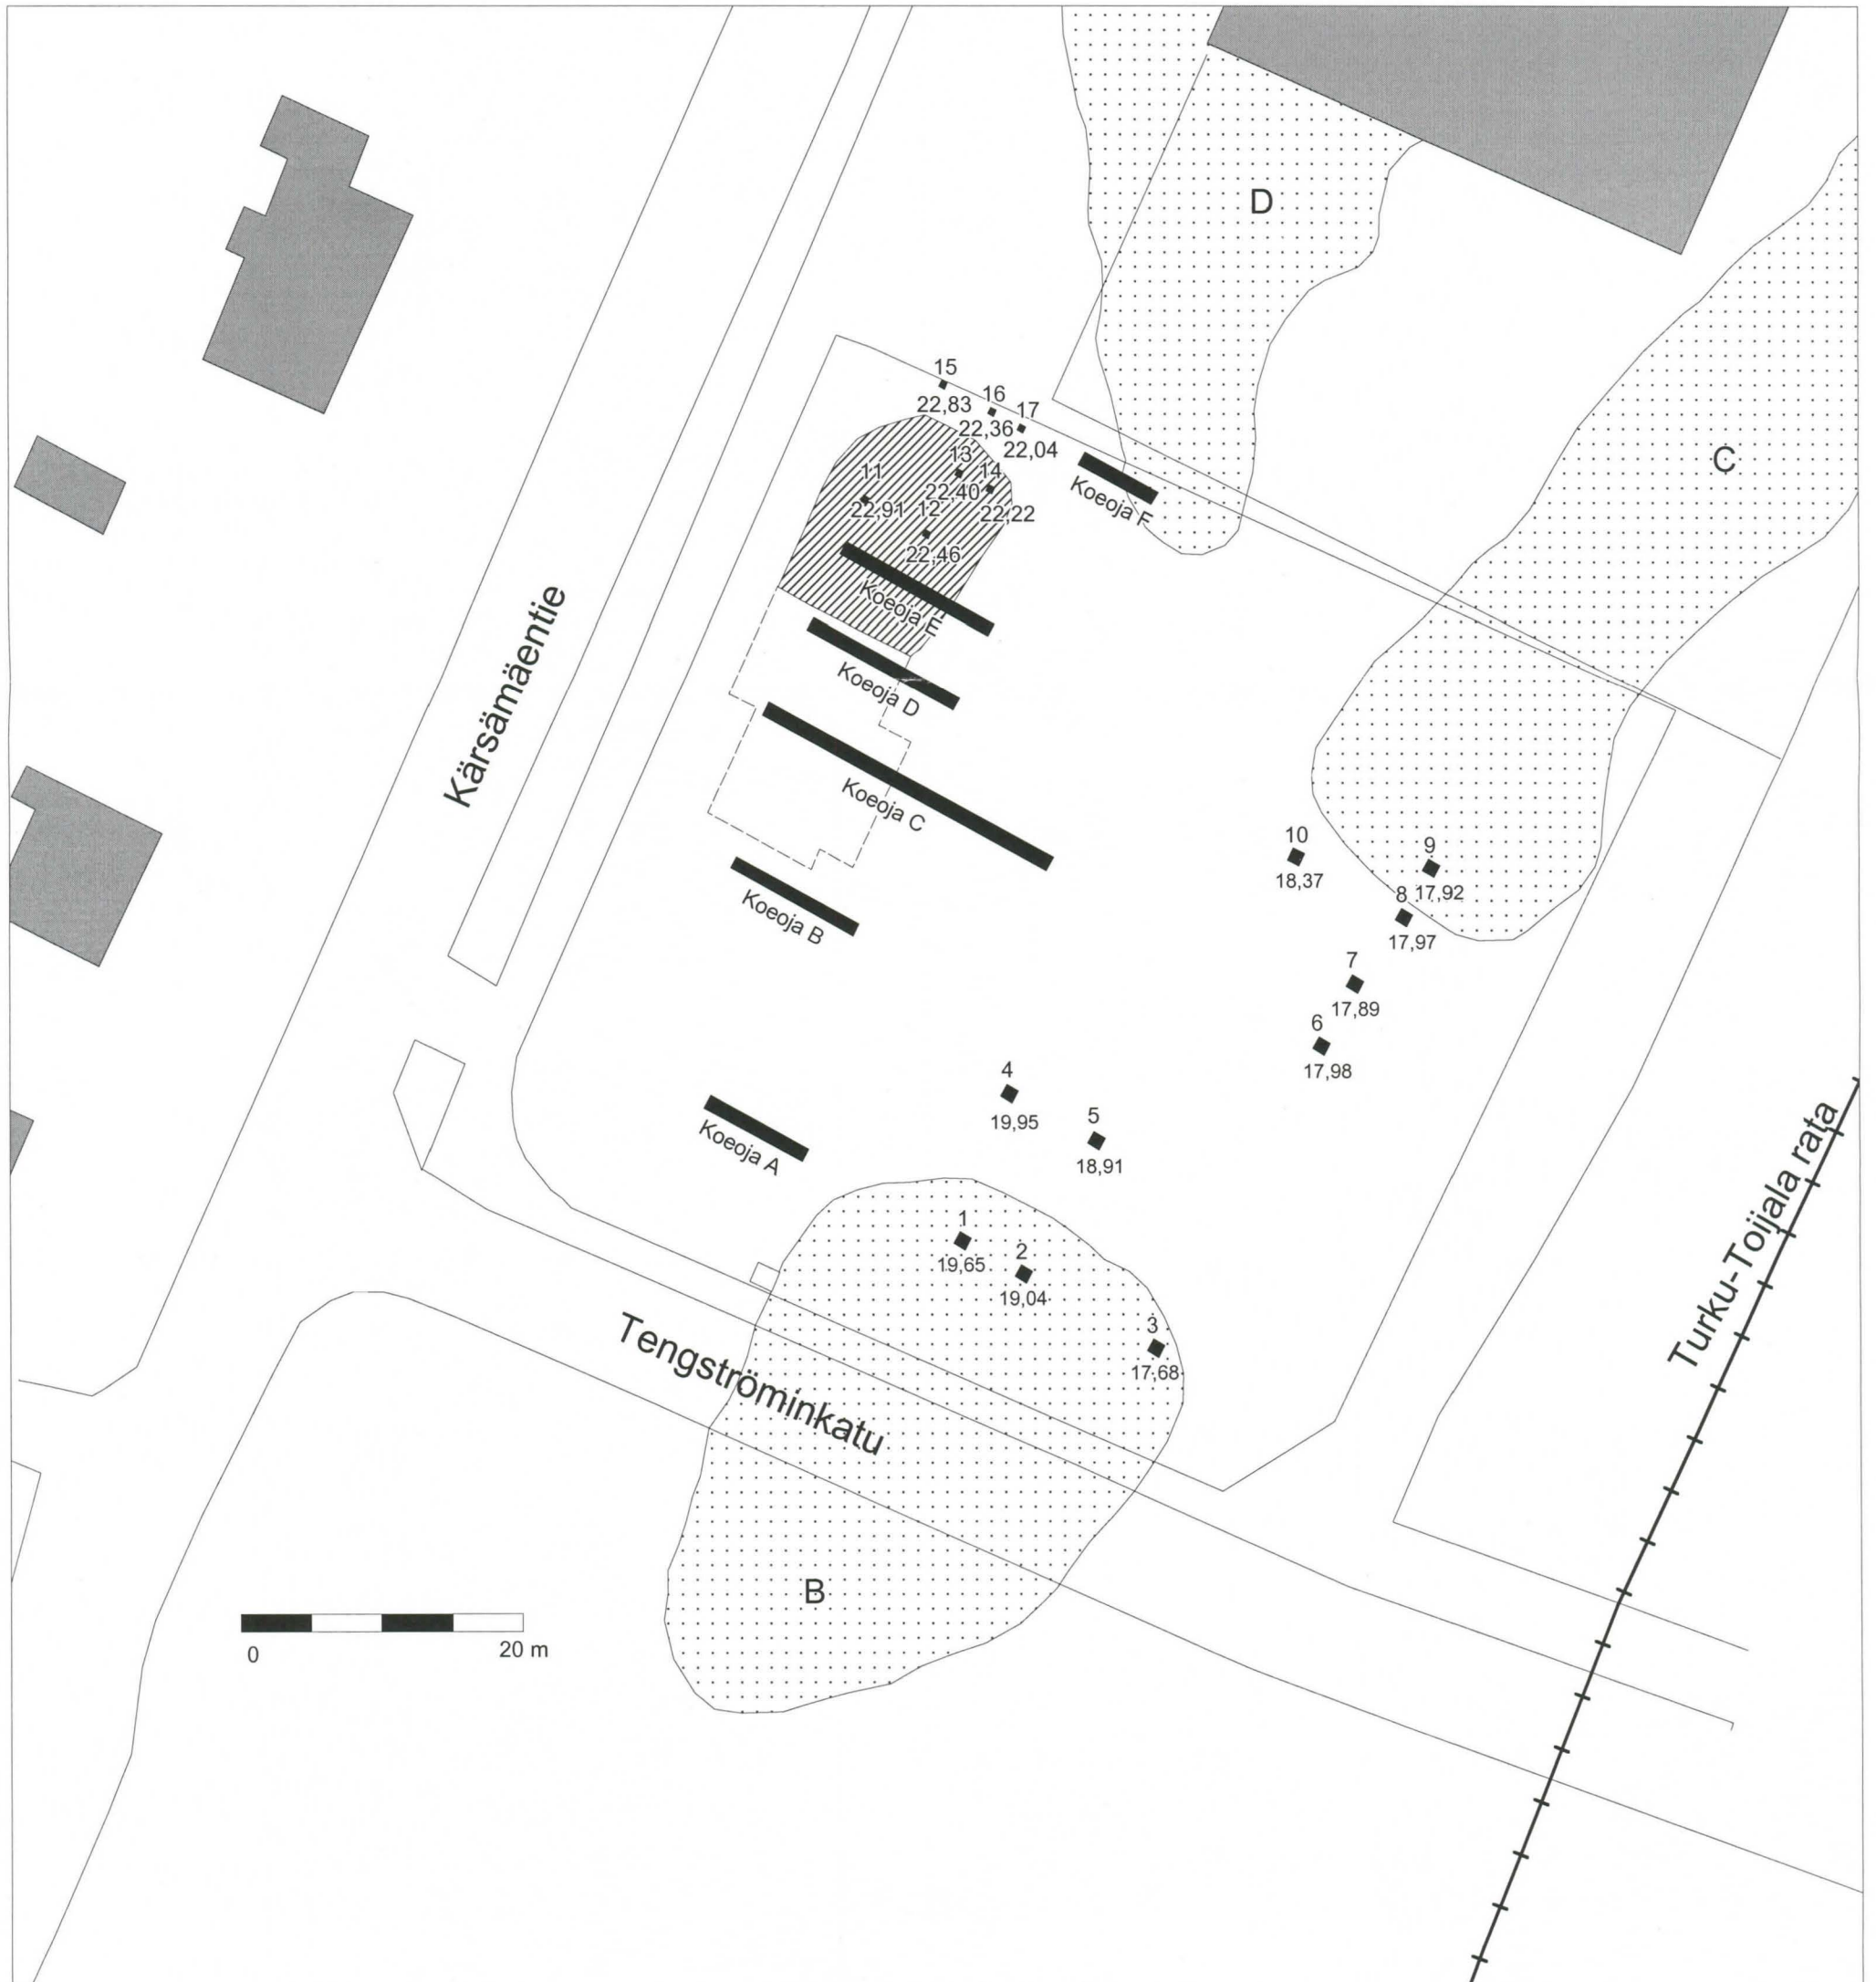 D
C
15
22,83
16
22,36
17
22,04
13
22,40
14
22,22
11
22,91
12
22,46
Koeoja F
Koeoja E
Koeoja D
Koeoja C
Koeoja B
Koeoja A
Kärsämäentie
10
18,37
9
17,92
8
17,97
7
17,89
6
17,98
4
19,95
5
18,91
1
19,65
2
19,04
3
17,68
Turku-Toijala rata
Tengströminkatu
B
0
20 m